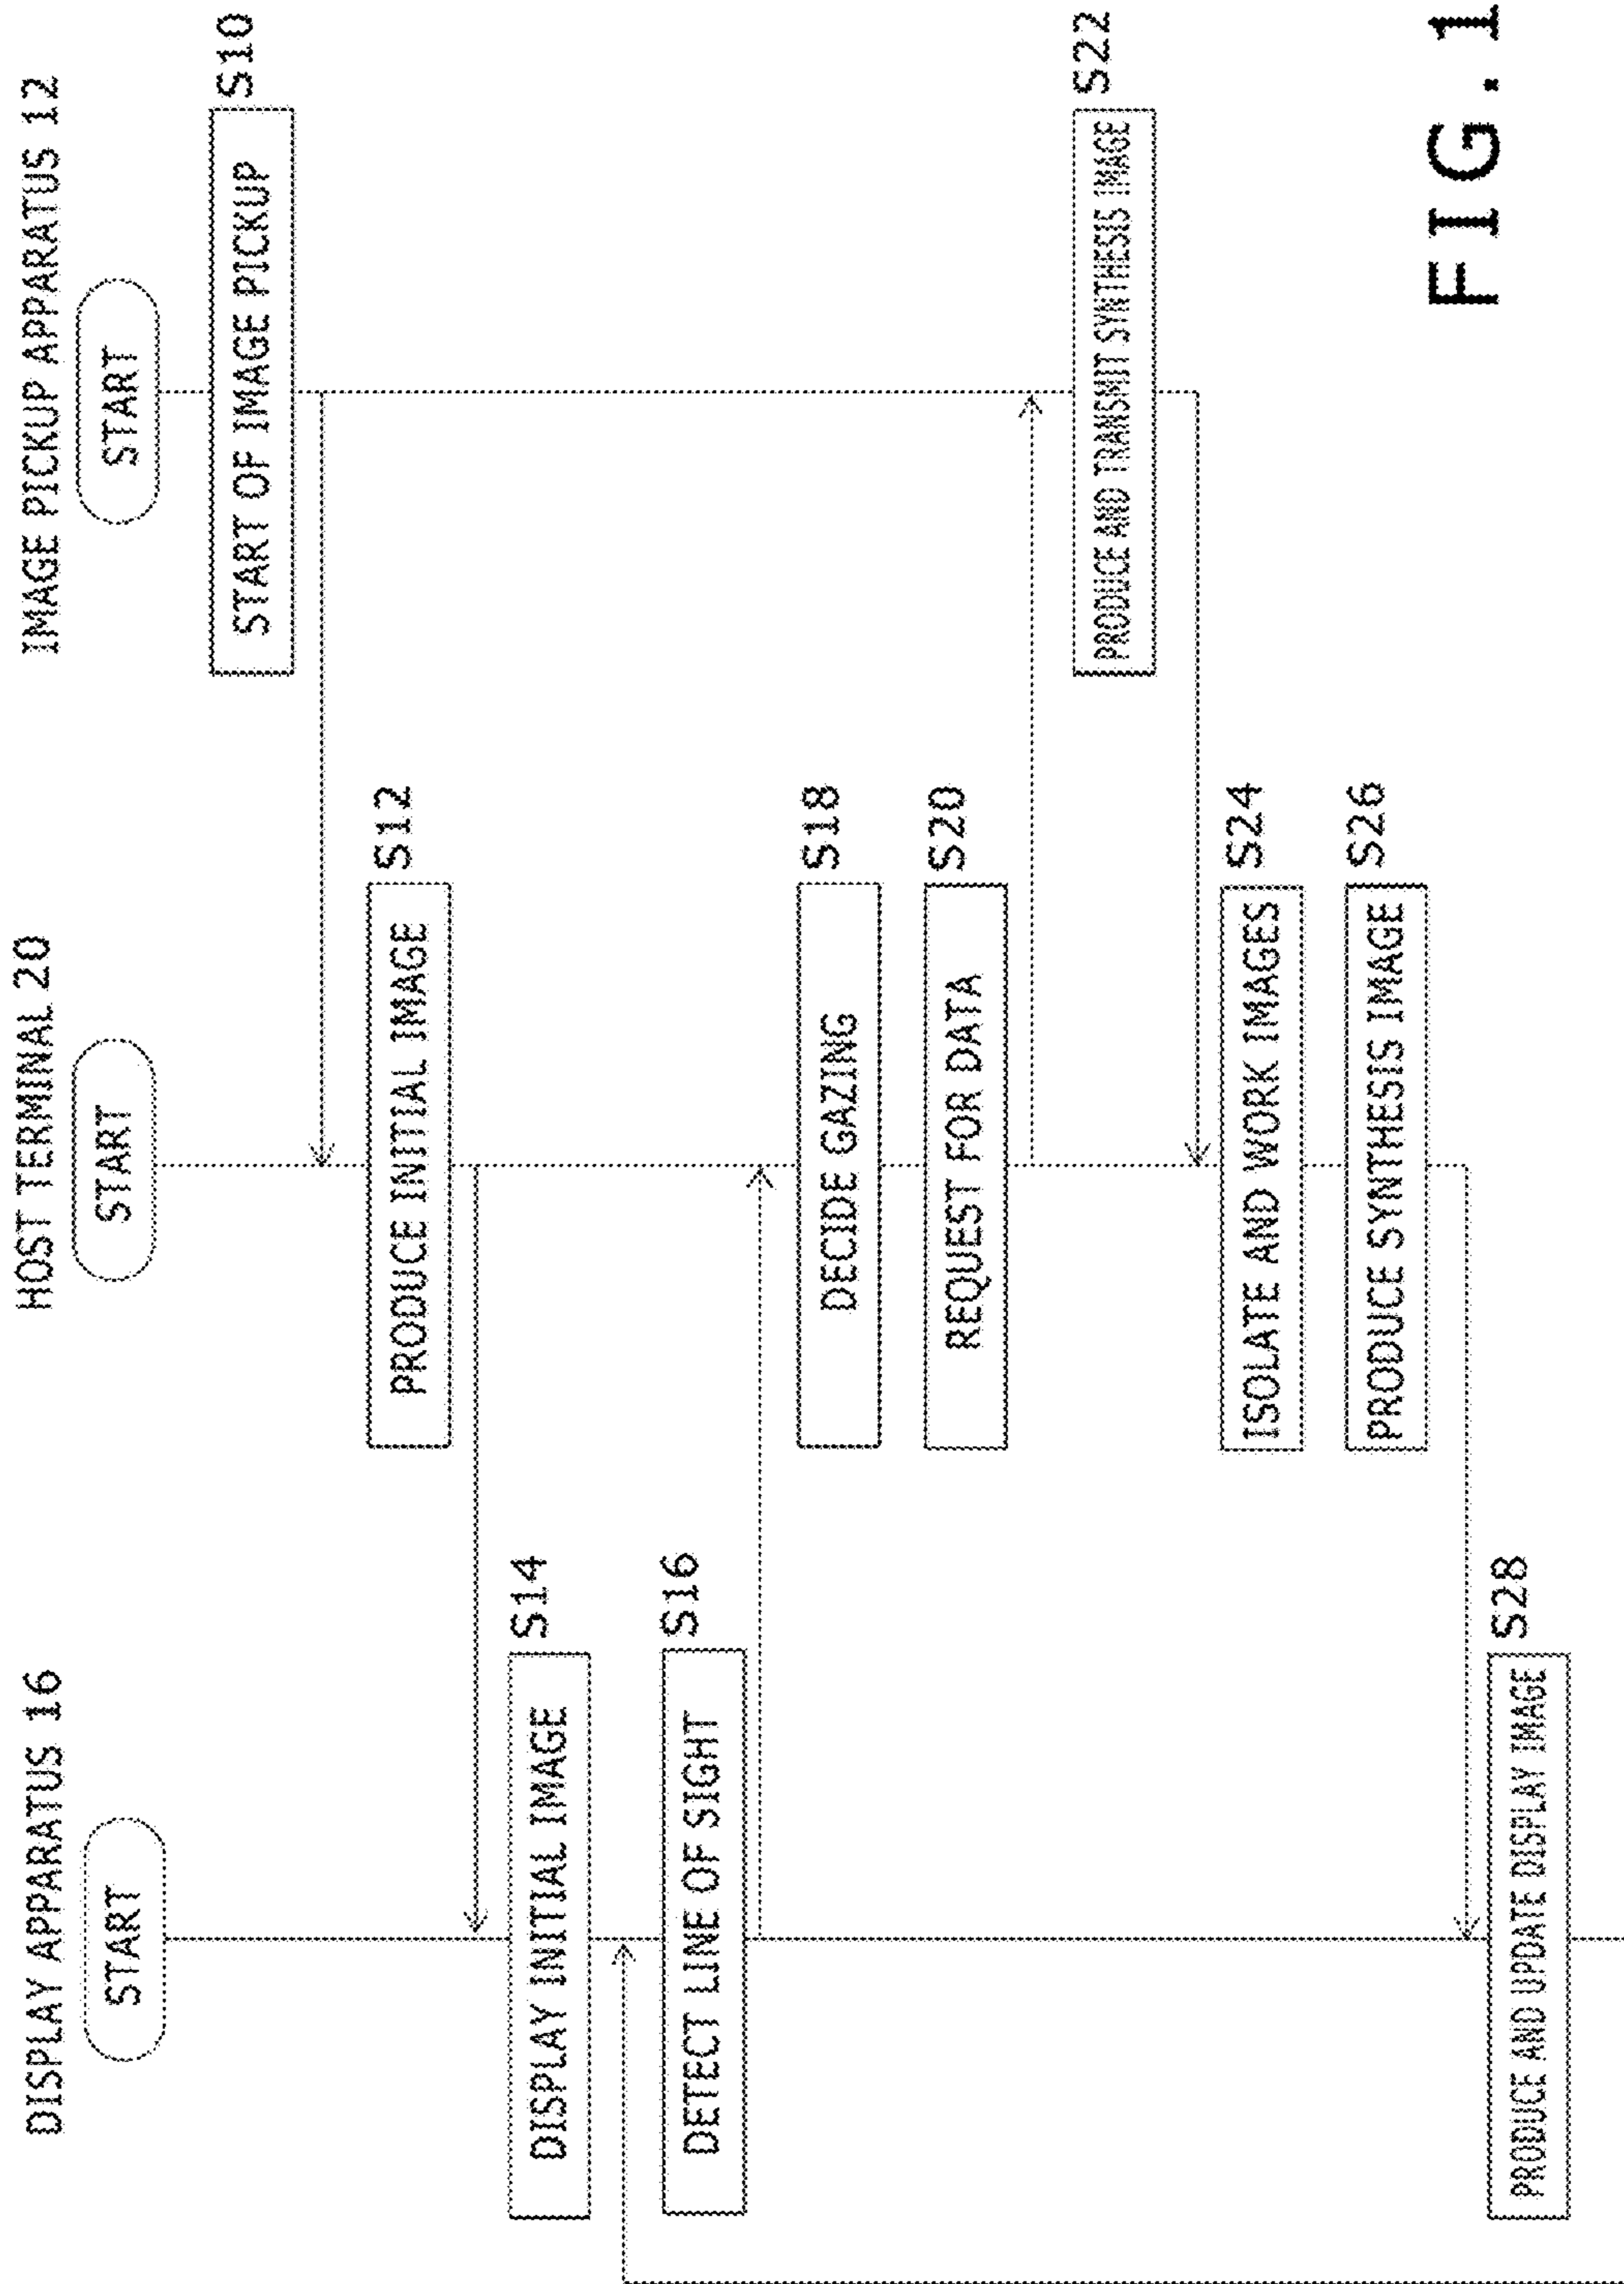 DISPLAY APPARATUS 16
HOST TERMINAL 20
IMAGE PICKUP APPARATUS 12
START
START
START
START OF IMAGE PICKUP
S10
PRODUCE INITIAL IMAGE
S12
DISPLAY INITIAL IMAGE
S14
DETECT LINE OF SIGHT
S16
DECIDE GAZING
S18
REQUEST FOR DATA
S20
PRODUCE AND TRANSMIT SYNTHESIS IMAGE
S22
ISOLATE AND WORK IMAGES
S24
PRODUCE SYNTHESIS IMAGE
S26
PRODUCE AND UPDATE DISPLAY IMAGE
S28
FIG.1